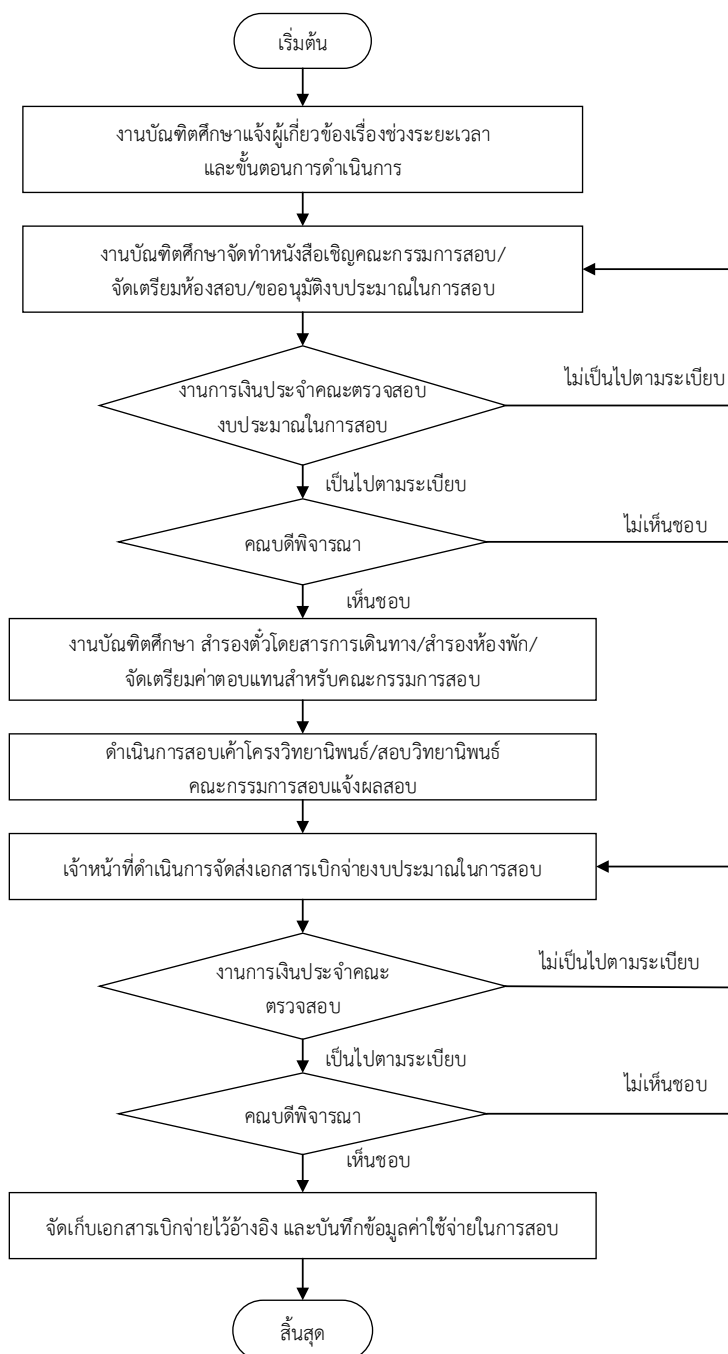 เริ่มต้น
งานบัณฑิตศึกษาแจ้งผู้เกี่ยวข้องเรื่องช่วงระยะเวลา
และขั้นตอนการดำเนินการ
งานบัณฑิตศึกษาจัดทำหนังสือเชิญคณะกรรมการสอบ/
จัดเตรียมห้องสอบ/ขออนุมัติงบประมาณในการสอบ
งานการเงินประจำคณะตรวจสอบ
งบประมาณในการสอบ
ไม่เป็นไปตามระเบียบ
เป็นไปตามระเบียบ
คณบดีพิจารณา
ไม่เห็นชอบ
เห็นชอบ
งานบัณฑิตศึกษา สำรองตั๋วโดยสารการเดินทาง/สำรองห้องพัก/
จัดเตรียมค่าตอบแทนสำหรับคณะกรรมการสอบ
ดำเนินการสอบเค้าโครงวิทยานิพนธ์/สอบวิทยานิพนธ์
คณะกรรมการสอบแจ้งผลสอบ
เจ้าหน้าที่ดำเนินการจัดส่งเอกสารเบิกจ่ายงบประมาณในการสอบ
งานการเงินประจำคณะ
ตรวจสอบ
ไม่เป็นไปตามระเบียบ
เป็นไปตามระเบียบ
คณบดีพิจารณา
ไม่เห็นชอบ
เห็นชอบ
จัดเก็บเอกสารเบิกจ่ายไว้อ้างอิง และบันทึกข้อมูลค่าใช้จ่ายในการสอบ
สิ้นสุด